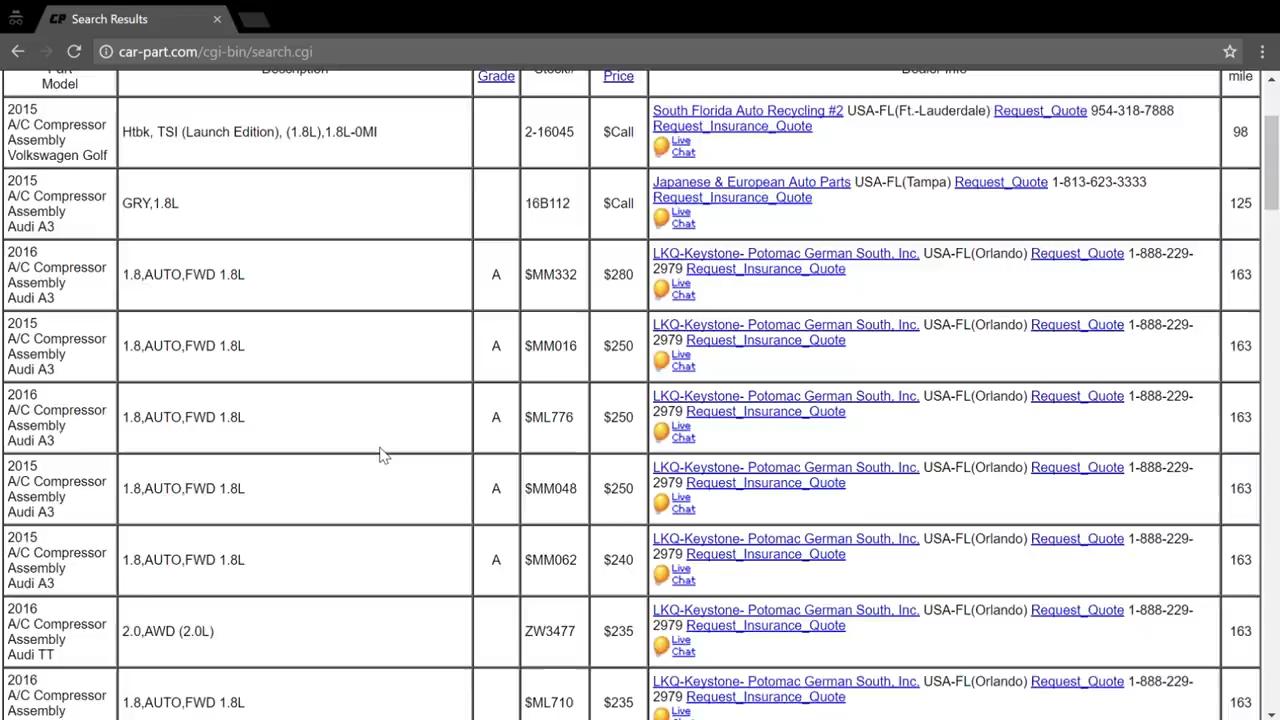 CP Search Results
car-part.com/cgi-bin/search.cgi
Part
Model
Description
Grade
Stock#
Price
Dealer Info
mile
2015
A/C Compressor
Assembly
Volkswagen Golf
Htbk, TSI (Launch Edition), (1.8L),1.8L-0MI
2-16045
$Call
South Florida Auto Recycling #2 USA-FL(Ft.-Lauderdale) Request_Quote 954-318-7888
Request_Insurance_Quote
Live
Chat
98
2015
A/C Compressor
Assembly
Audi A3
GRY,1.8L
16B112
$Call
Japanese & European Auto Parts USA-FL(Tampa) Request_Quote 1-813-623-3333
Request_Insurance_Quote
Live
Chat
125
2016
A/C Compressor
Assembly
Audi A3
1.8,AUTO,FWD 1.8L
A
$MM332
$280
LKQ-Keystone- Potomac German South, Inc. USA-FL(Orlando) Request_Quote 1-888-229-
2979 Request_Insurance_Quote
Live
Chat
163
2015
A/C Compressor
Assembly
Audi A3
1.8,AUTO,FWD 1.8L
A
$MM016
$250
LKQ-Keystone- Potomac German South, Inc. USA-FL(Orlando) Request_Quote 1-888-229-
2979 Request_Insurance_Quote
Live
Chat
163
2016
A/C Compressor
Assembly
Audi A3
1.8,AUTO,FWD 1.8L
A
$ML776
$250
LKQ-Keystone- Potomac German South, Inc. USA-FL(Orlando) Request_Quote 1-888-229-
2979 Request_Insurance_Quote
Live
Chat
163
2015
A/C Compressor
Assembly
Audi A3
1.8,AUTO,FWD 1.8L
A
$MM048
$250
LKQ-Keystone- Potomac German South, Inc. USA-FL(Orlando) Request_Quote 1-888-229-
2979 Request_Insurance_Quote
Live
Chat
163
2015
A/C Compressor
Assembly
Audi A3
1.8,AUTO,FWD 1.8L
A
$MM062
$240
LKQ-Keystone- Potomac German South, Inc. USA-FL(Orlando) Request_Quote 1-888-229-
2979 Request_Insurance_Quote
Live
Chat
163
2016
A/C Compressor
Assembly
Audi TT
2.0,AWD (2.0L)
ZW3477
$235
LKQ-Keystone- Potomac German South, Inc. USA-FL(Orlando) Request_Quote 1-888-229-
2979 Request_Insurance_Quote
Live
Chat
163
2016
A/C Compressor
Assembly
1.8,AUTO,FWD 1.8L
$ML710
$235
LKQ-Keystone- Potomac German South, Inc. USA-FL(Orlando) Request_Quote 1-888-229-
2979 Request_Insurance_Quote
Live
163